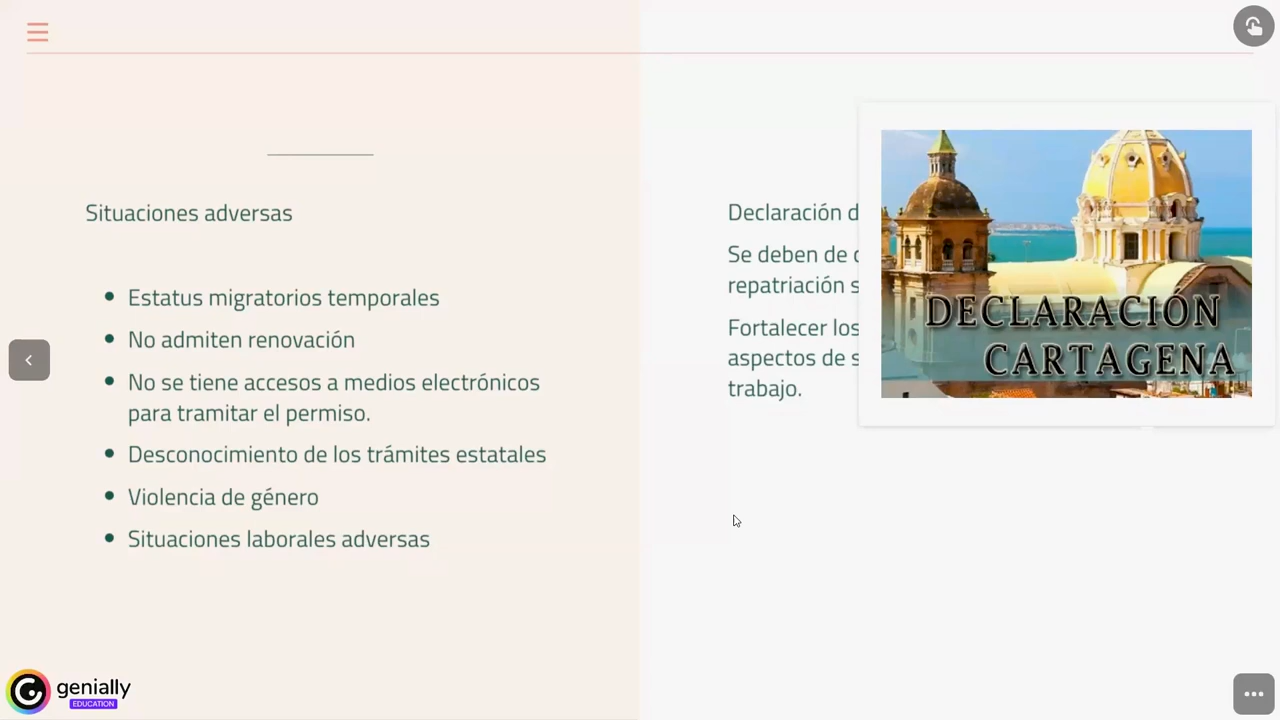 Situaciones adversas
Estatus migratorios temporales
No admiten renovación
No se tiene accesos a medios electrónicos
para tramitar el permiso.
Desconocimiento de los trámites estatales
Violencia de género
Situaciones laborales adversas
Declaración
Se deben de
repatriación
Fortalecer los
aspectos de
trabajo.
DECLARACIÓN
CARTAGENA
genially
EDUCATION